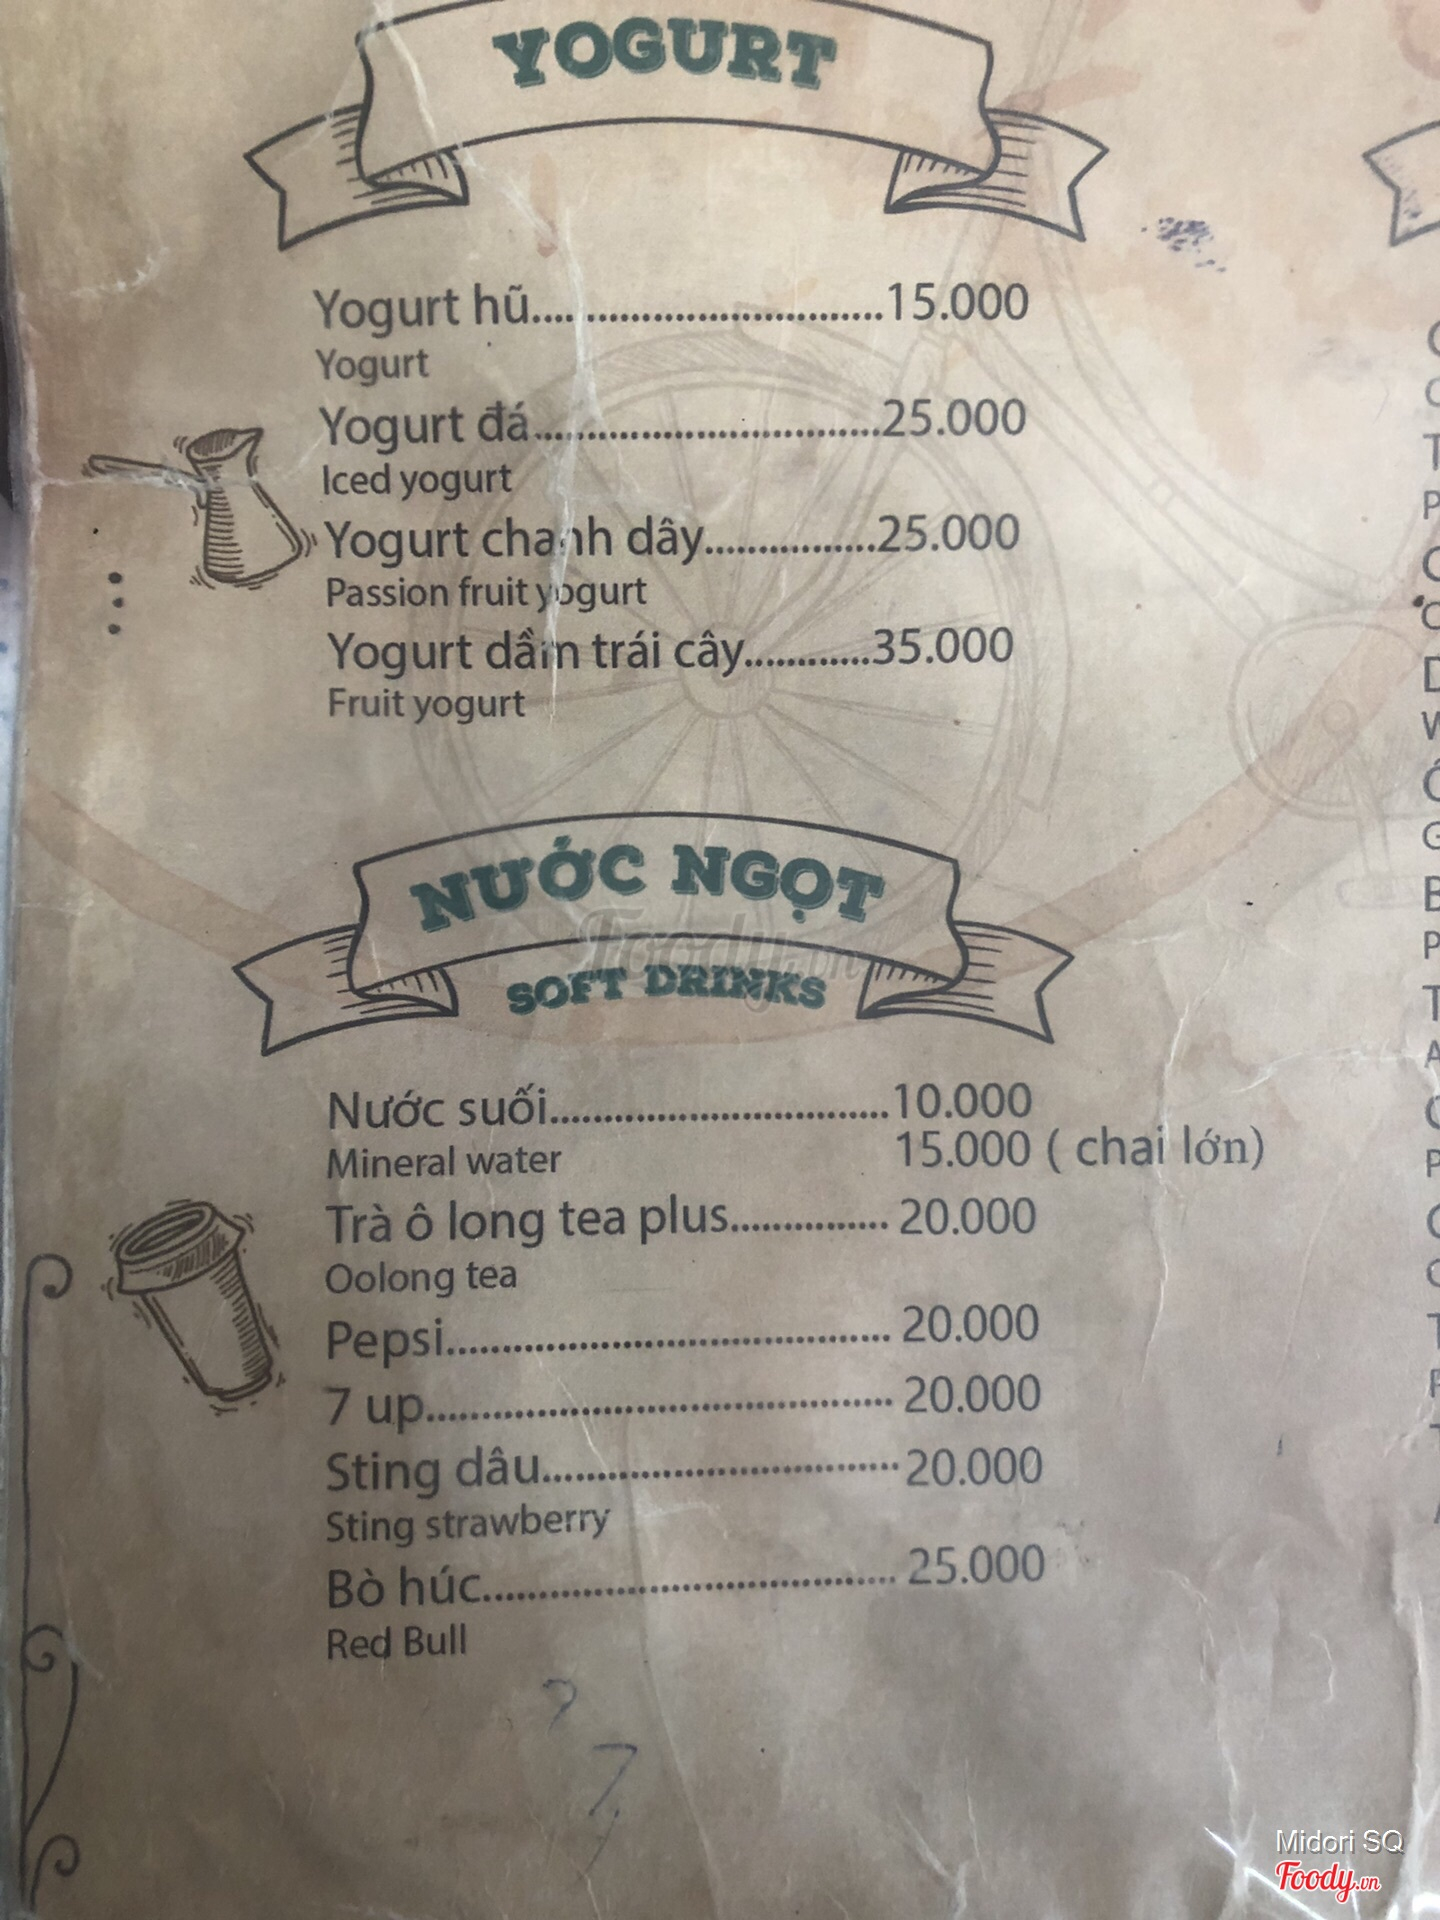 YOGURT
Yogurt hũ................................15.000
Yogurt
Yogurt đá................................25.000
Iced yogurt
Yogurt chanh dây................25.000
Passion fruit yogurt
Yogurt dầm trái cây............35.000
Fruit yogurt
NƯỚC NGỌT
SOFT DRINKS
Nước suối................................10.000
Mineral water 15.000 ( chai lớn)
Trà ô long tea plus............... 20.000
Oolong tea
Pepsi.......................................... 20.000
7 up............................................ 20.000
Sting dâu.................................. 20.000
Sting strawberry
Bò húc....................................... 25.000
Red Bull
Foody.vn
Midori SQ
Foody.vn